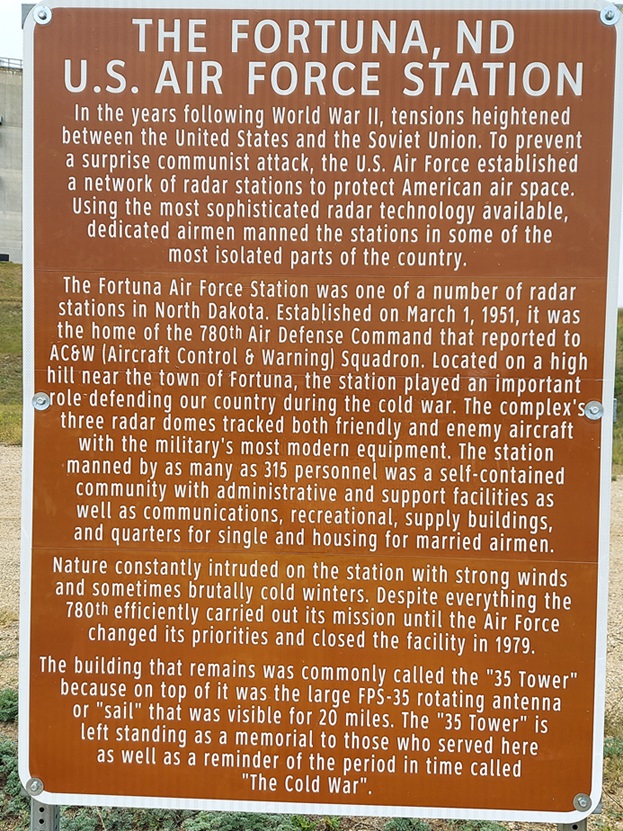 THE FORTUNA, ND
U.S. AIR FORCE STATION
In the years following World War II, tensions heightened
between the United States and the Soviet Union. To prevent
a surprise communist attack, the U.S. Air Force established
a network of radar stations to protect American air space.
Using the most sophisticated radar technology available,
dedicated airmen manned the stations in some of the
most isolated parts of the country.
The Fortuna Air Force Station was one of a number of radar
stations in North Dakota. Established on March 1, 1951, it was
the home of the 780th Air Defense Command that reported to
AC&W (Aircraft Control & Warning) Squadron. Located on a high
hill near the town of Fortuna, the station played an important
role defending our country during the cold war. The complex's
three radar domes tracked both friendly and enemy aircraft
with the military's most modern equipment. The station
manned by as many as 315 personnel was a self-contained
community with administrative and support facilities as
well as communications, recreational, supply buildings,
and quarters for single and housing for married airmen.
Nature constantly intruded on the station with strong winds
and sometimes brutally cold winters. Despite everything the
780th efficiently carried out its mission until the Air Force
changed its priorities and closed the facility in 1979.
The building that remains was commonly called the "35 Tower"
because on top of it was the large FPS-35 rotating antenna
or "sail" that was visible for 20 miles. The "35 Tower" is
left standing as a memorial to those who served here
as well as a reminder of the period in time called
"The Cold War".